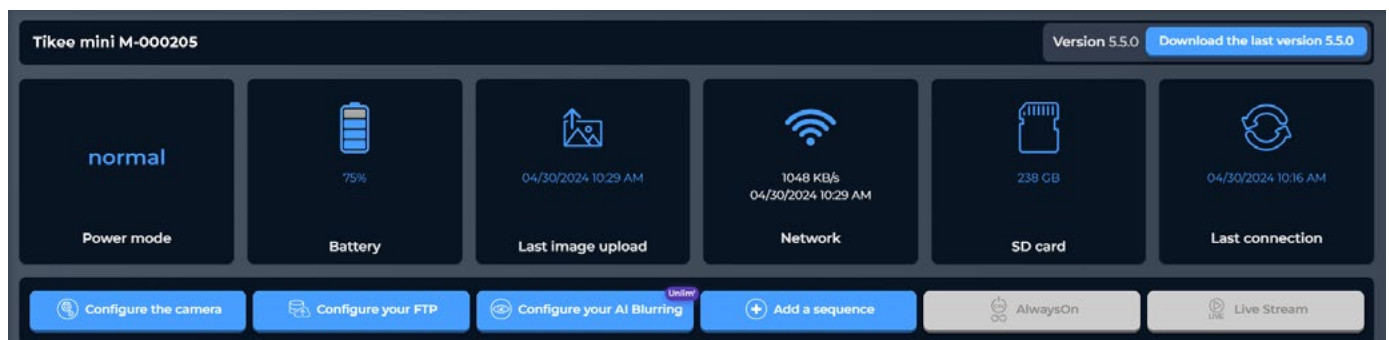 Tikee mini M-000205
Version 5.5.0
Download the last version 5.5.0
normal
Power mode
75%
Battery
04/30/2024 10:29 AM
Last image upload
1048 KB/s
04/30/2024 10:29 AM
Network
238 GB
SD card
04/30/2024 10:16 AM
Last connection
Configure the camera
Configure your FTP
Configure your AI Blurring
Unlim'
Add a sequence
AlwaysOn
LIVE
Live Stream